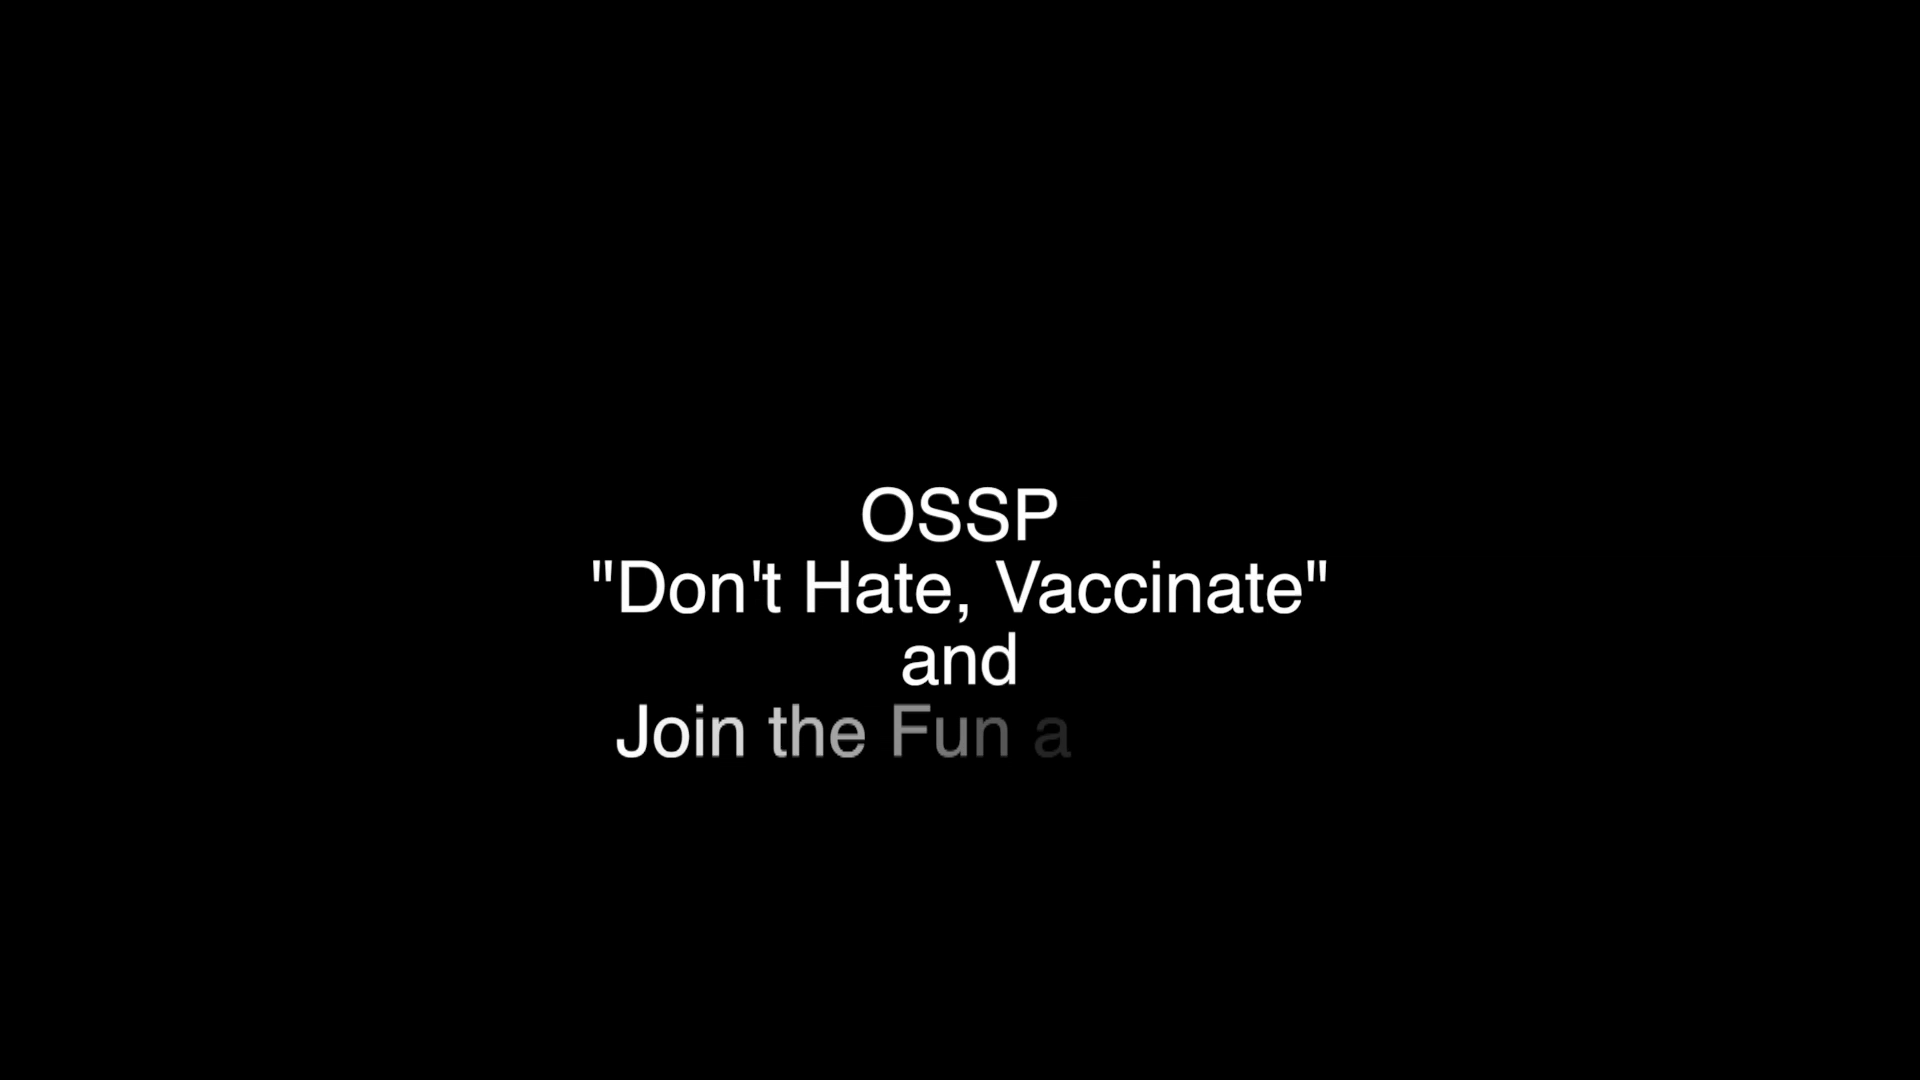 OSSP
"Don't Hate, Vaccinate"
and
Join the Fun a